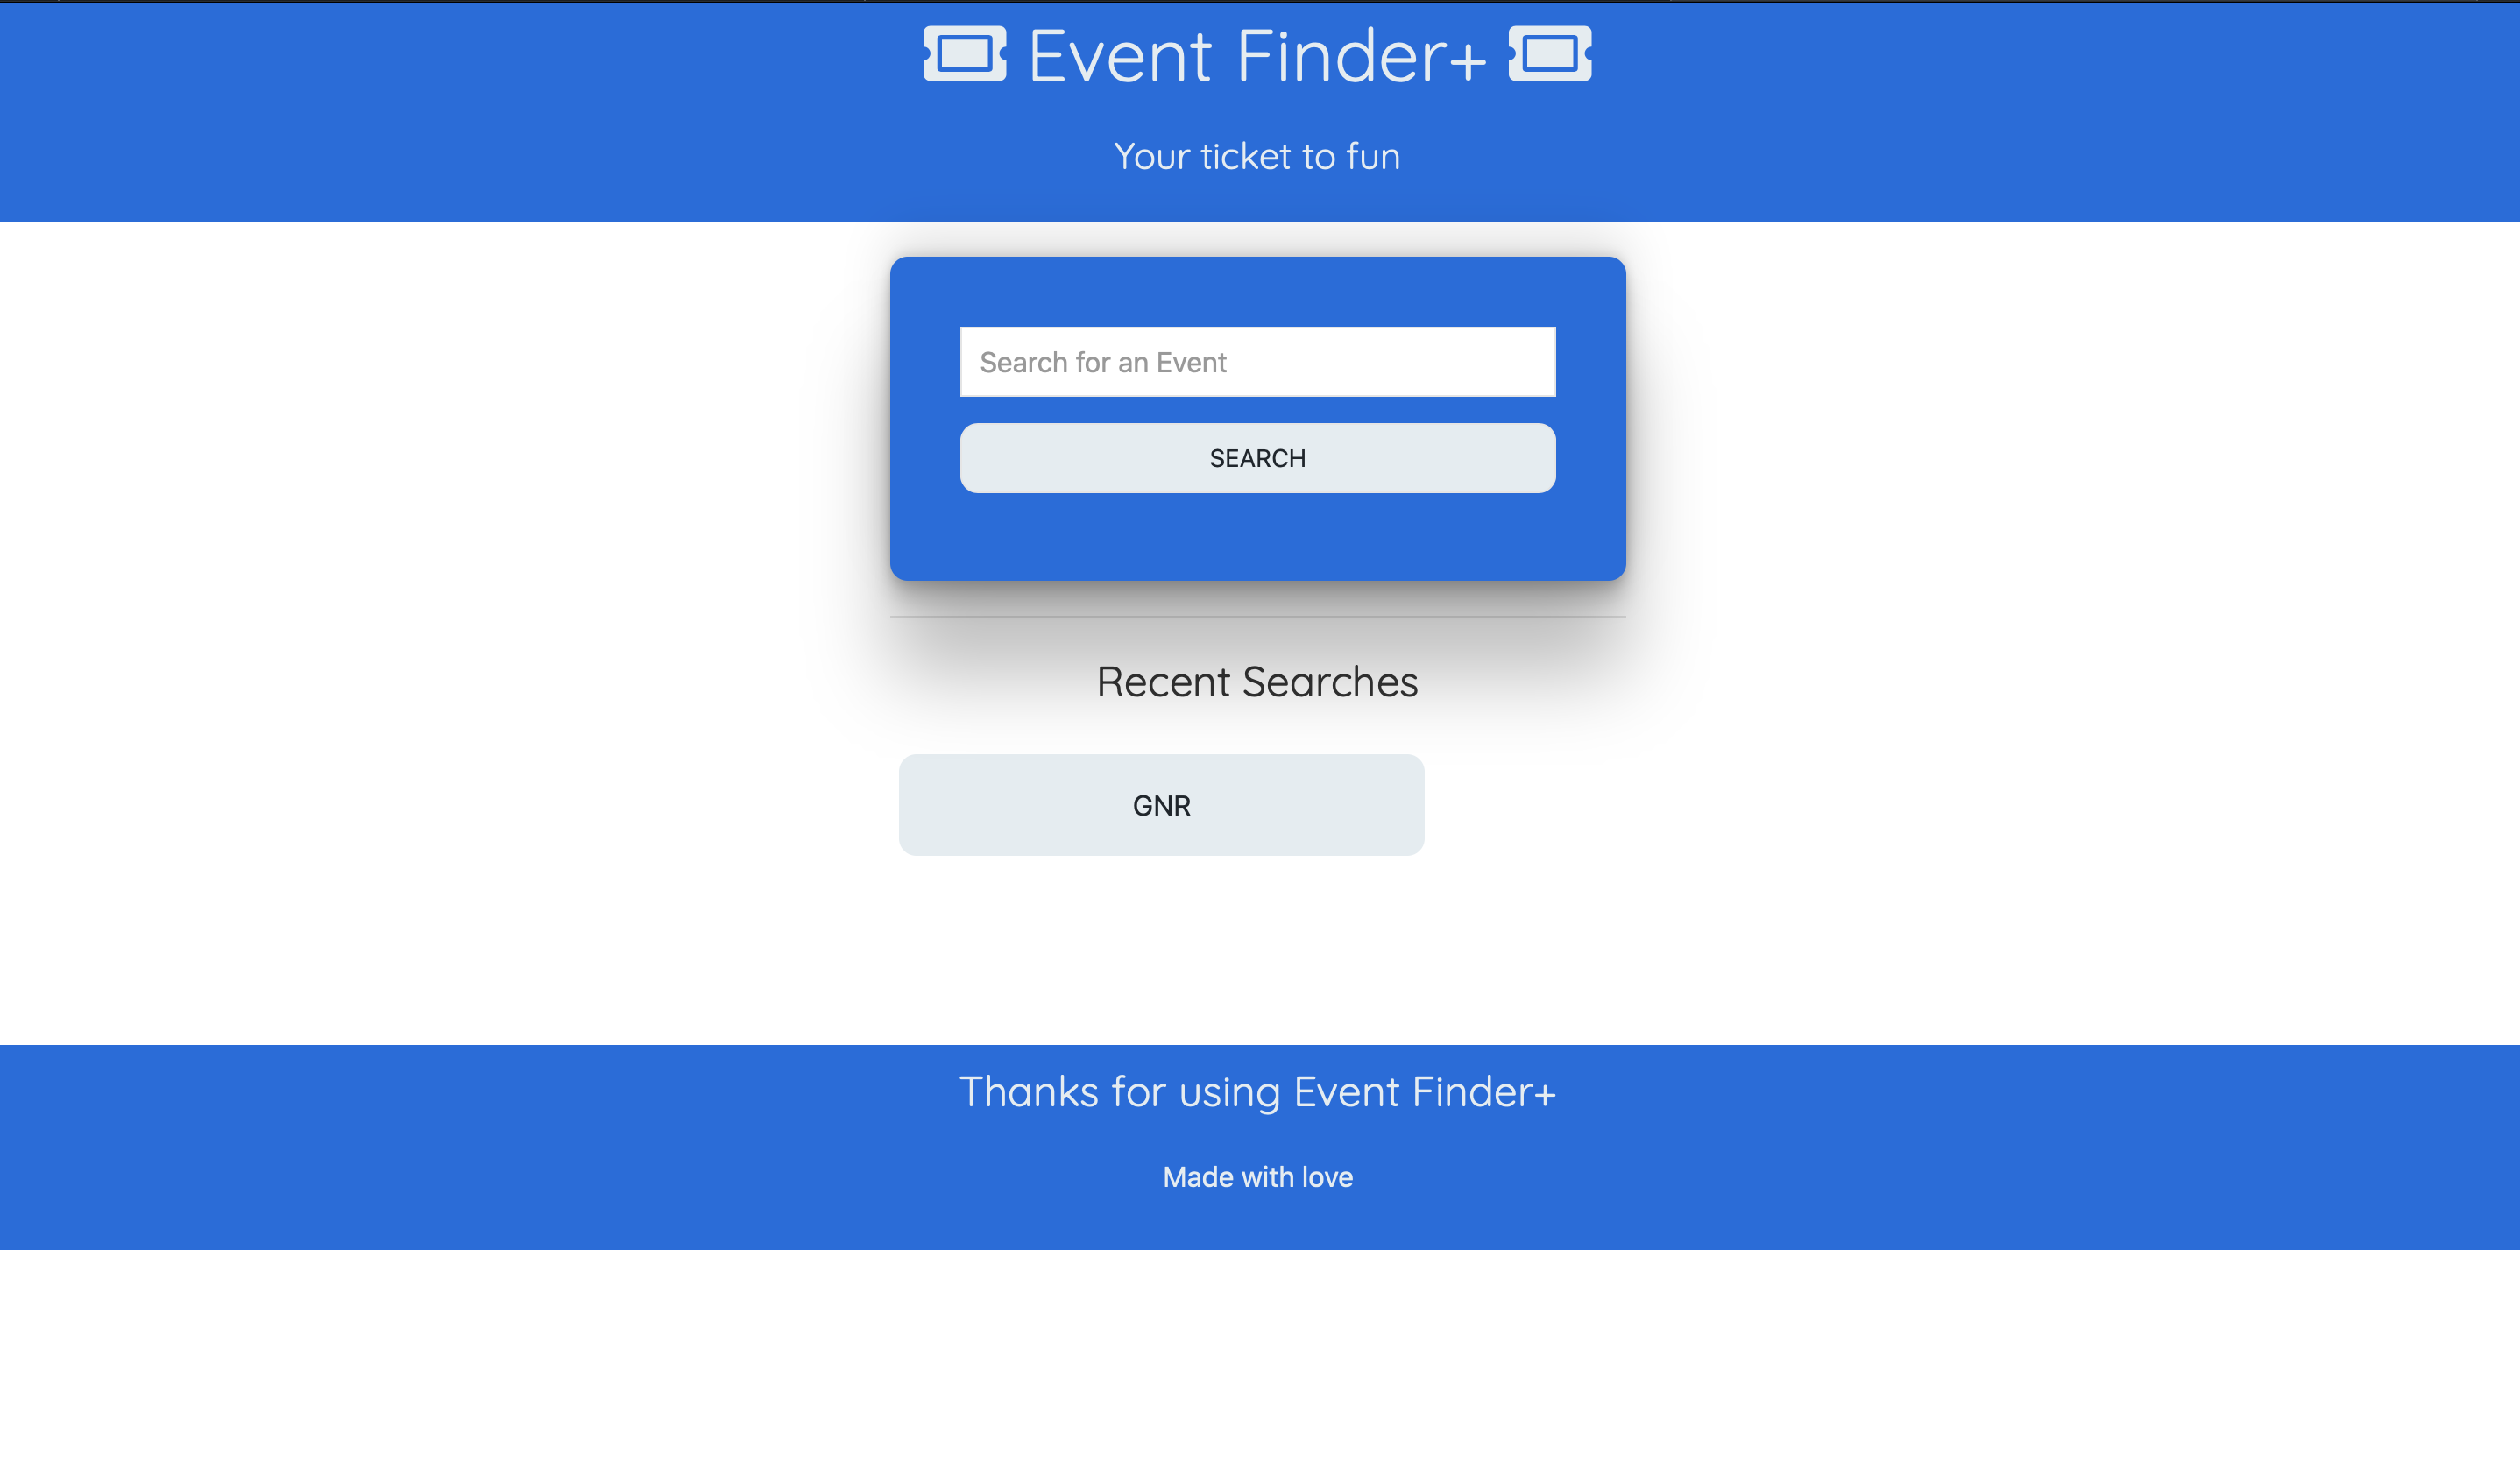 Event Finder+
Your ticket to fun
Search for an Event
SEARCH
Recent Searches
GNR
Thanks for using Event Finder+
Made with love